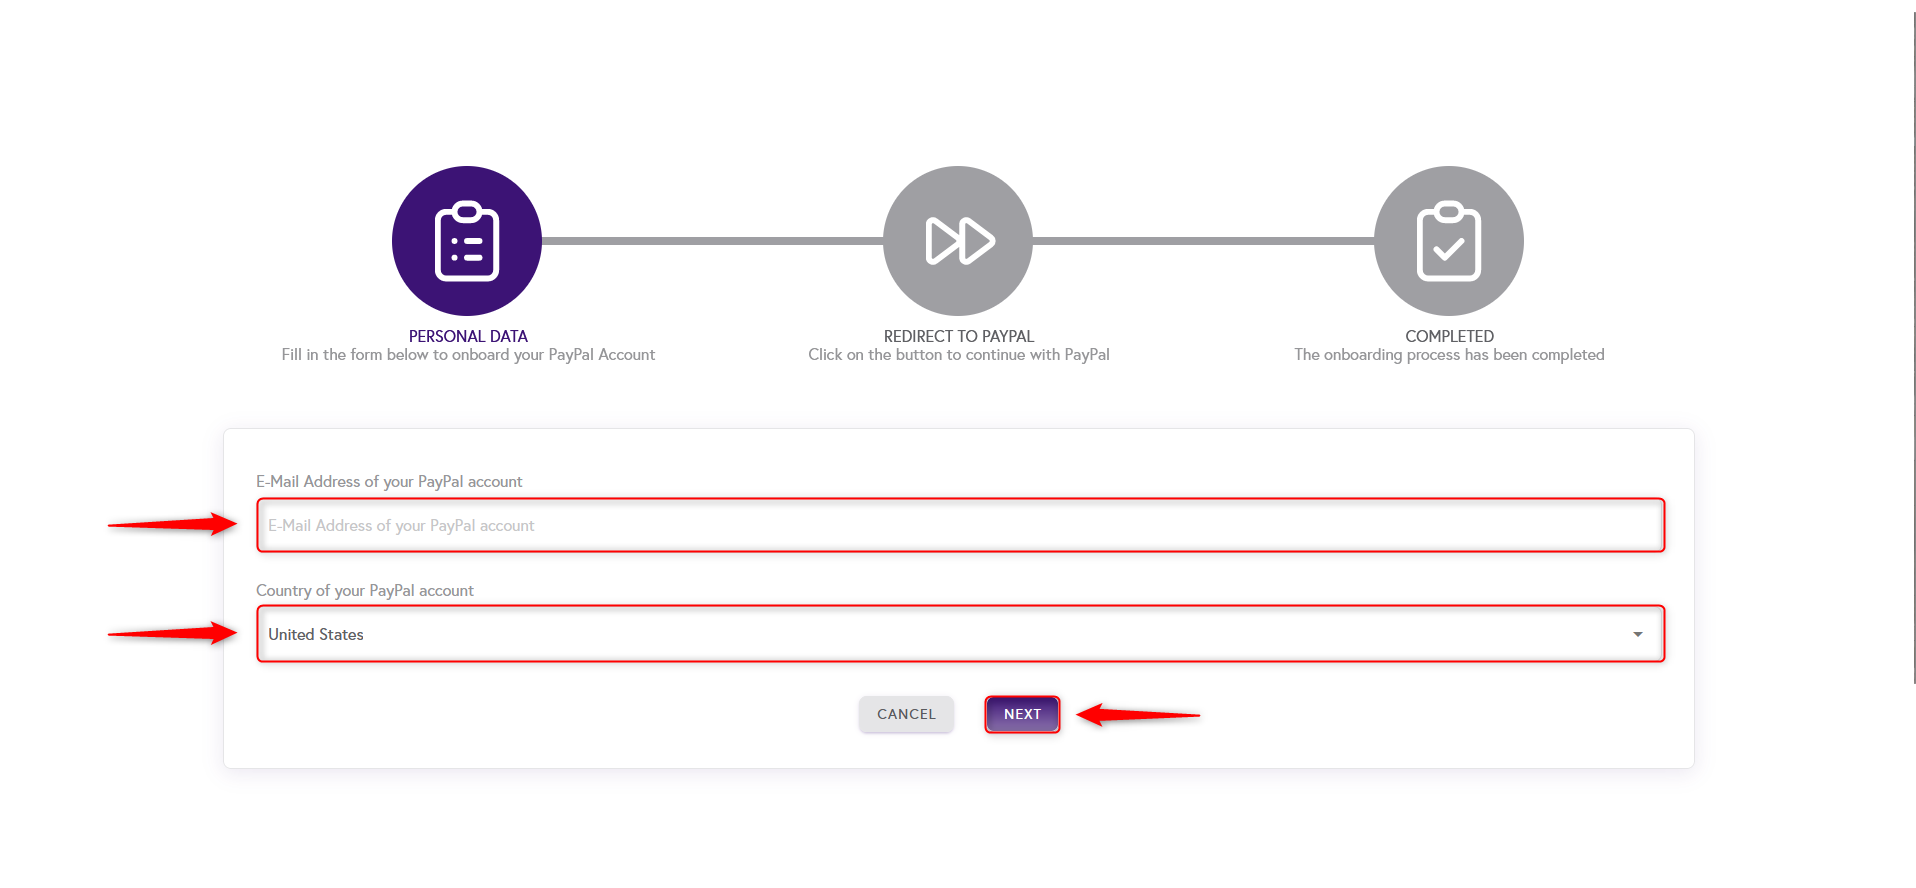 PERSONAL DATA
Fill in the form below to onboard your PayPal Account
REDIRECT TO PAYPAL
Click on the button to continue with PayPal
COMPLETED
The onboarding process has been completed
E-Mail Address of your PayPal account
E-Mail Address of your PayPal account
Country of your PayPal account
United States
CANCEL
NEXT